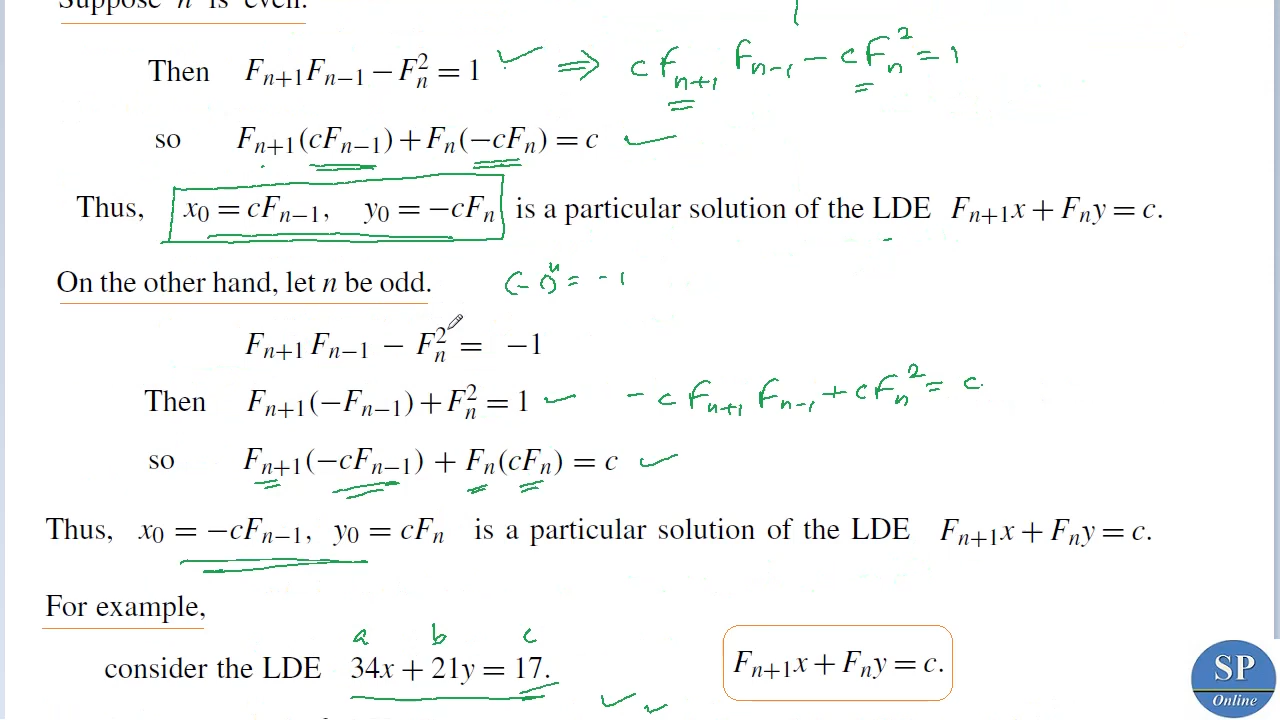 Suppose n is even.
Then F_{n+1}F_{n−1} − F_n^2 = 1 ✓ ⇒ c F_{n+1} F_{n−1} − c F_n^2 = 1
so F_{n+1}(cF_{n−1}) + F_n(−cF_n) = c ✓
Thus, x_0 = cF_{n−1}, y_0 = −cF_n is a particular solution of the LDE F_{n+1}x + F_ny = c.
On the other hand, let n be odd. = -1
F_{n+1} F_{n−1} − F_n^2 = −1
Then F_{n+1}(−F_{n−1}) + F_n^2 = 1 ✓ − c F_{n+1} F_{n−1} + c F_n^2 = c.
so F_{n+1}(−cF_{n−1}) + F_n(cF_n) = c ✓
Thus, x_0 = −cF_{n−1}, y_0 = cF_n is a particular solution of the LDE F_{n+1}x + F_ny = c.
For example,
a b c
consider the LDE 34x + 21y = 17. F_{n+1}x + F_ny = c.
SP
Online